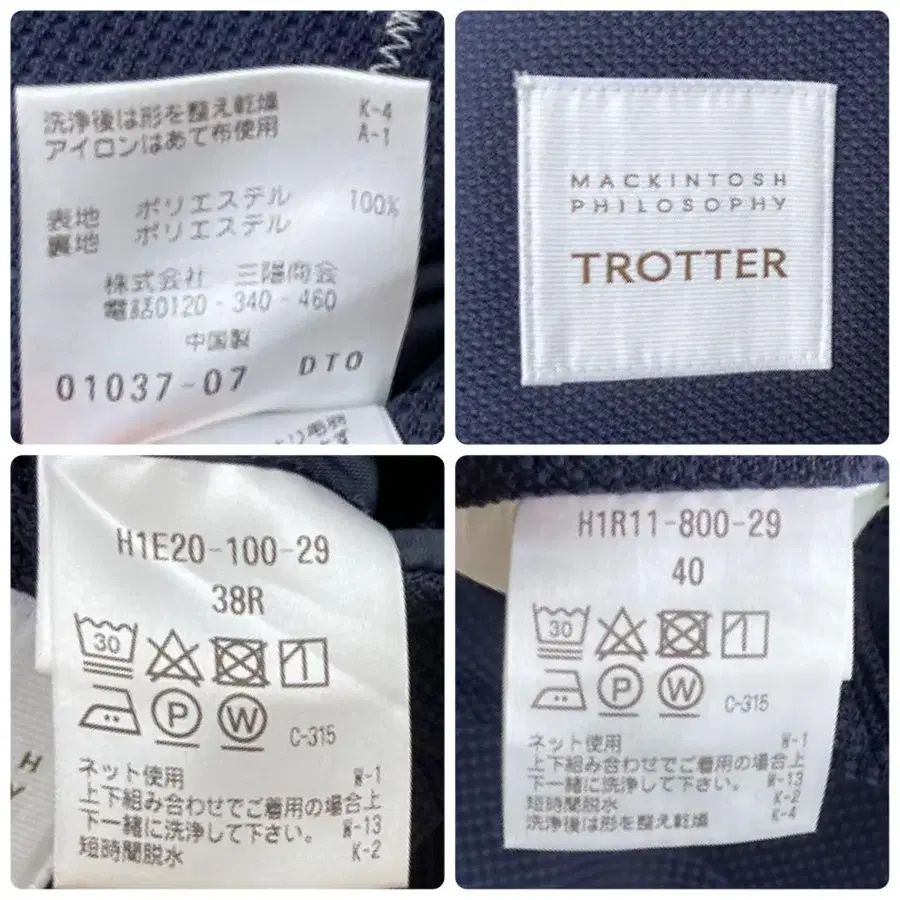 洗浄後は形を整え乾燥 K-4
アイロンはあて布使用 A-1
表地 ポリエステル 100%
裏地 ポリエステル
株式会社 三陽商会
電話0120-340-460
中国製
01037-07 DTO
MACKINTOSH
PHILOSOPHY
TROTTER
H1E20-100-29
38R
30
P W C-315
ネット使用 W-1
上下組み合わせでご着用の場合上
下一緒に洗浄して下さい。 W-13
短時間脱水 K-2
H1R11-800-29
40
30
P W C-315
ネット使用 W-1
上下組み合わせでご着用の場合上
下一緒に洗浄して下さい。 W-13
短時間脱水 K-2
洗浄後は形を整え乾燥 K-4